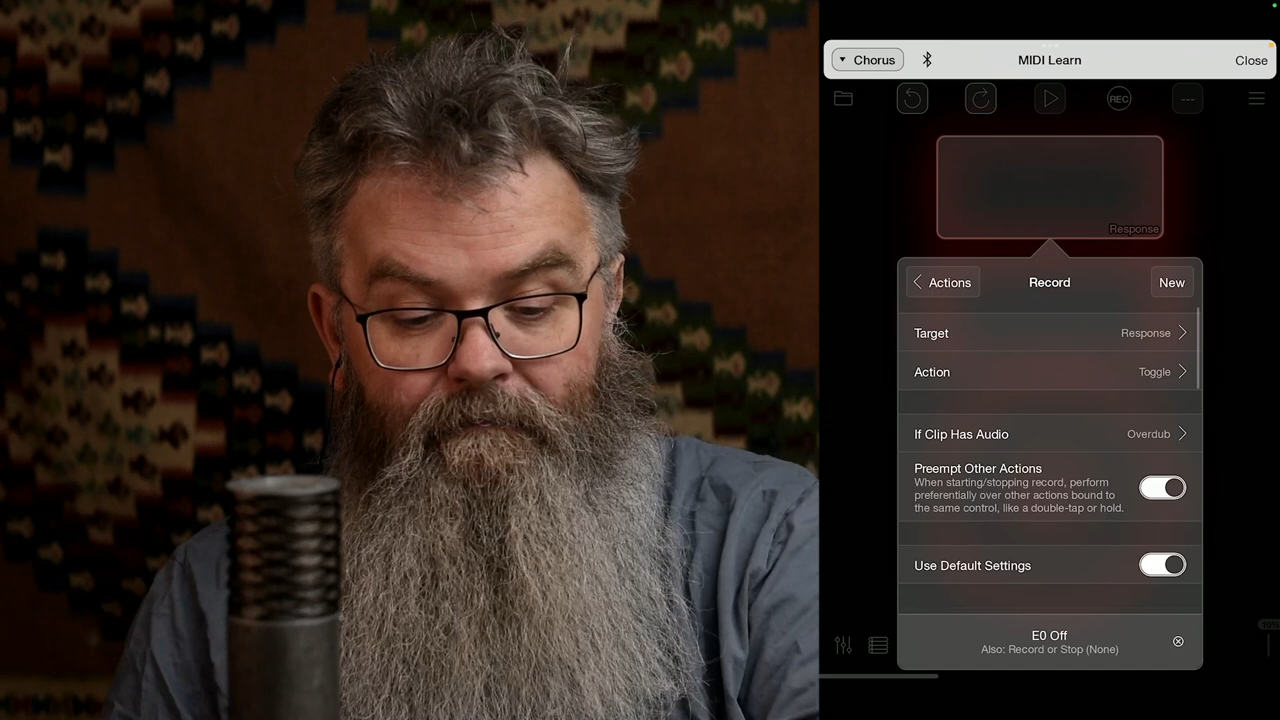 Chorus
MIDI Learn
Close
REC
---
Response
Actions
Record
New
Target
Response
Action
Toggle
If Clip Has Audio
Overdub
Preempt Other Actions
When starting/stopping record, perform
preferentially over other actions bound to
the same control, like a double-tap or hold.
Use Default Settings
E0 Off
Also: Record or Stop (None)